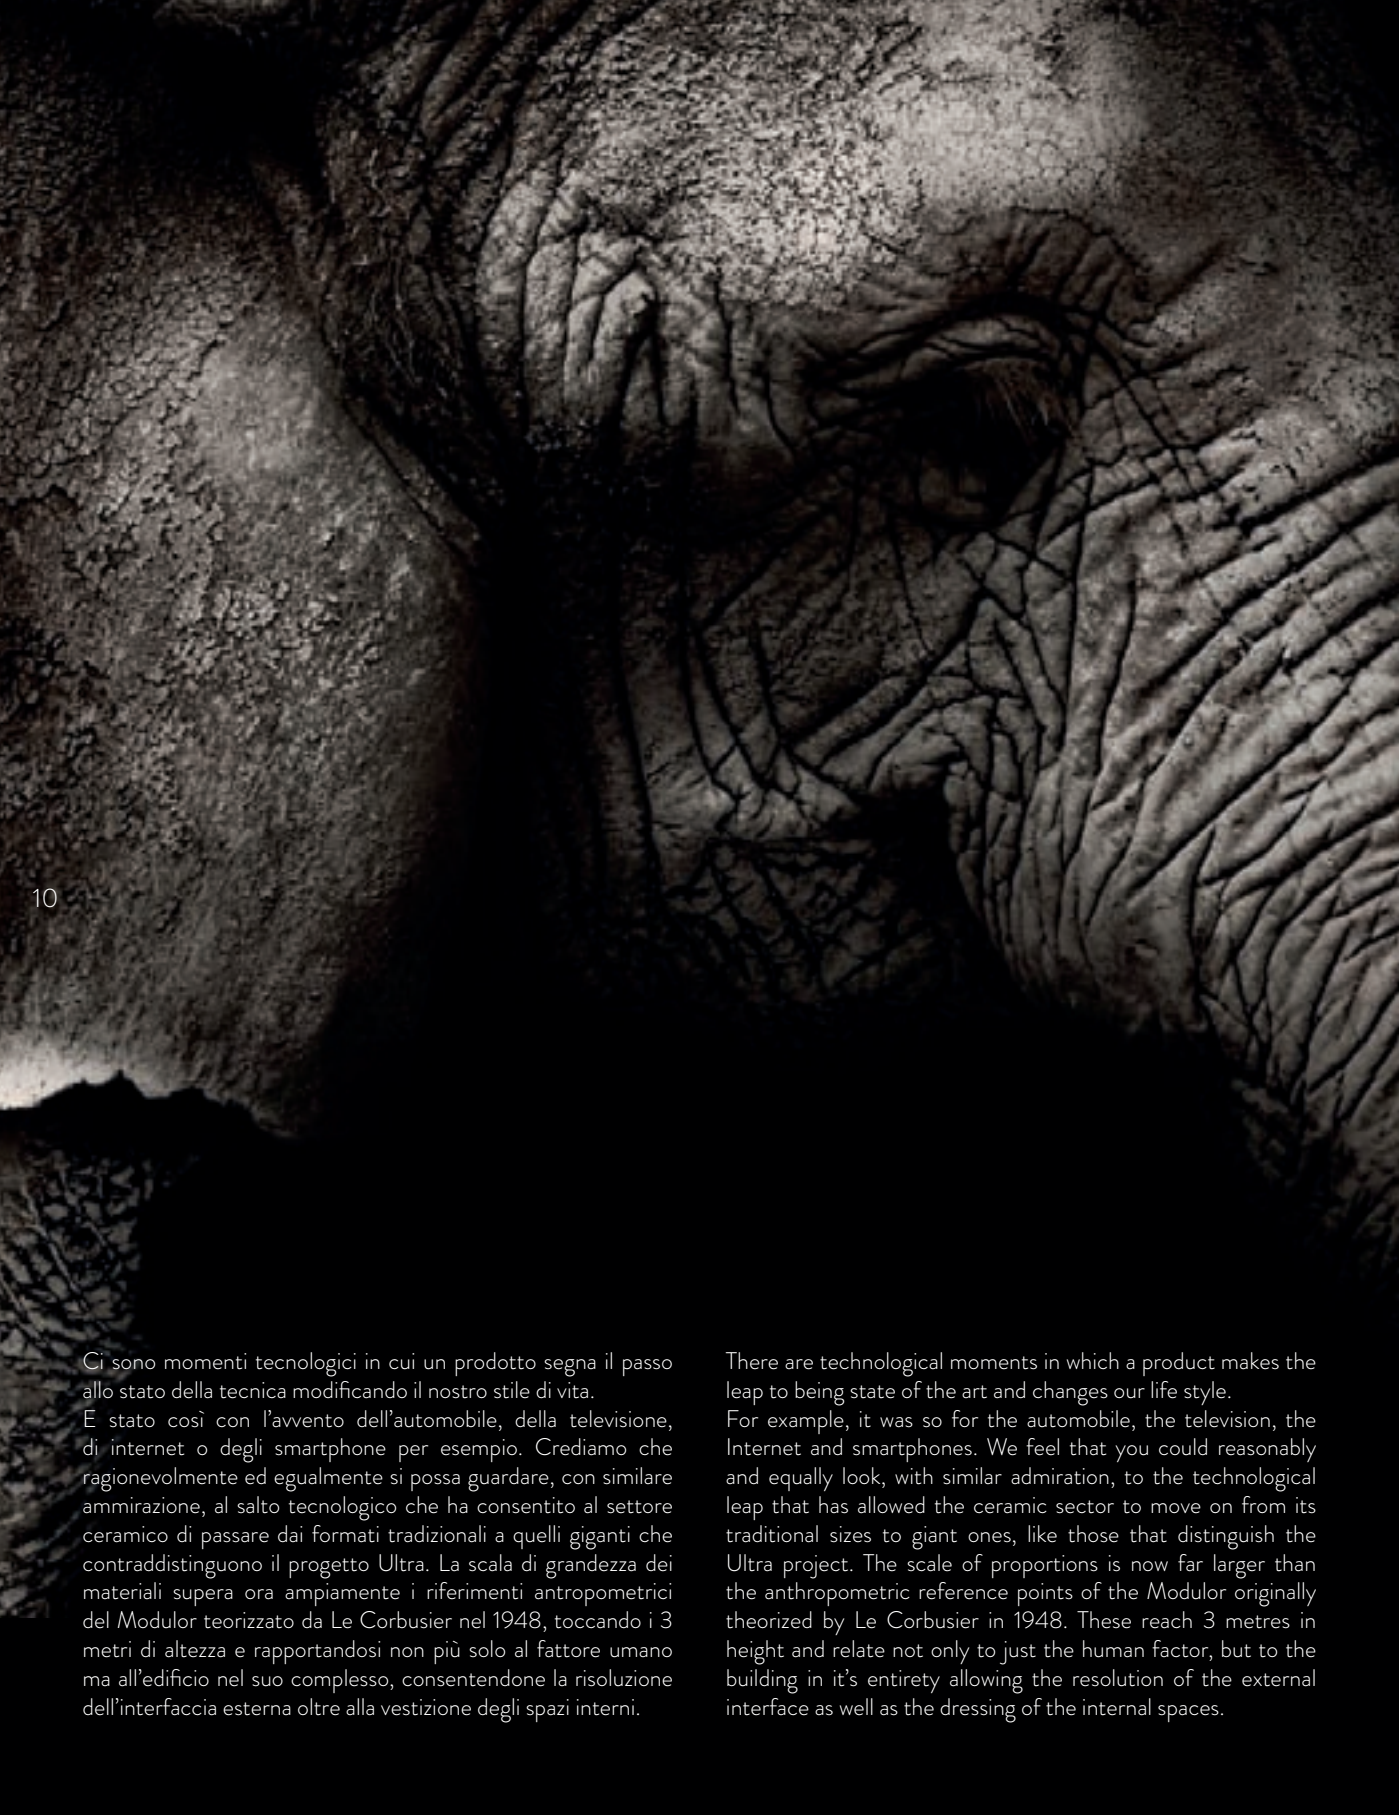 10
Ci sono momenti tecnologici in cui un prodotto segna il passo
allo stato della tecnica modificando il nostro stile di vita.
E stato così con l'avvento dell'automobile, della televisione,
di internet o degli smartphone per esempio. Crediamo che
ragionevolmente ed egualmente si possa guardare, con similare
ammirazione, al salto tecnologico che ha consentito al settore
ceramico di passare dai formati tradizionali a quelli giganti che
contraddistinguono il progetto Ultra. La scala di grandezza dei
materiali supera ora ampiamente i riferimenti antropometrici
del Modulor teorizzato da Le Corbusier nel 1948, toccando i 3
metri di altezza e rapportandosi non più solo al fattore umano
ma all'edificio nel suo complesso, consentendone la risoluzione
dell'interfaccia esterna oltre alla vestizione degli spazi interni.
There are technological moments in which a product makes the
leap to being state of the art and changes our life style.
For example, it was so for the automobile, the television, the
Internet and smartphones. We feel that you could reasonably
and equally look, with similar admiration, to the technological
leap that has allowed the ceramic sector to move on from its
traditional sizes to giant ones, like those that distinguish the
Ultra project. The scale of proportions is now far larger than
the anthropometric reference points of the Modulor originally
theorized by Le Corbusier in 1948. These reach 3 metres in
height and relate not only to just the human factor, but to the
building in it's entirety allowing the resolution of the external
interface as well as the dressing of the internal spaces.